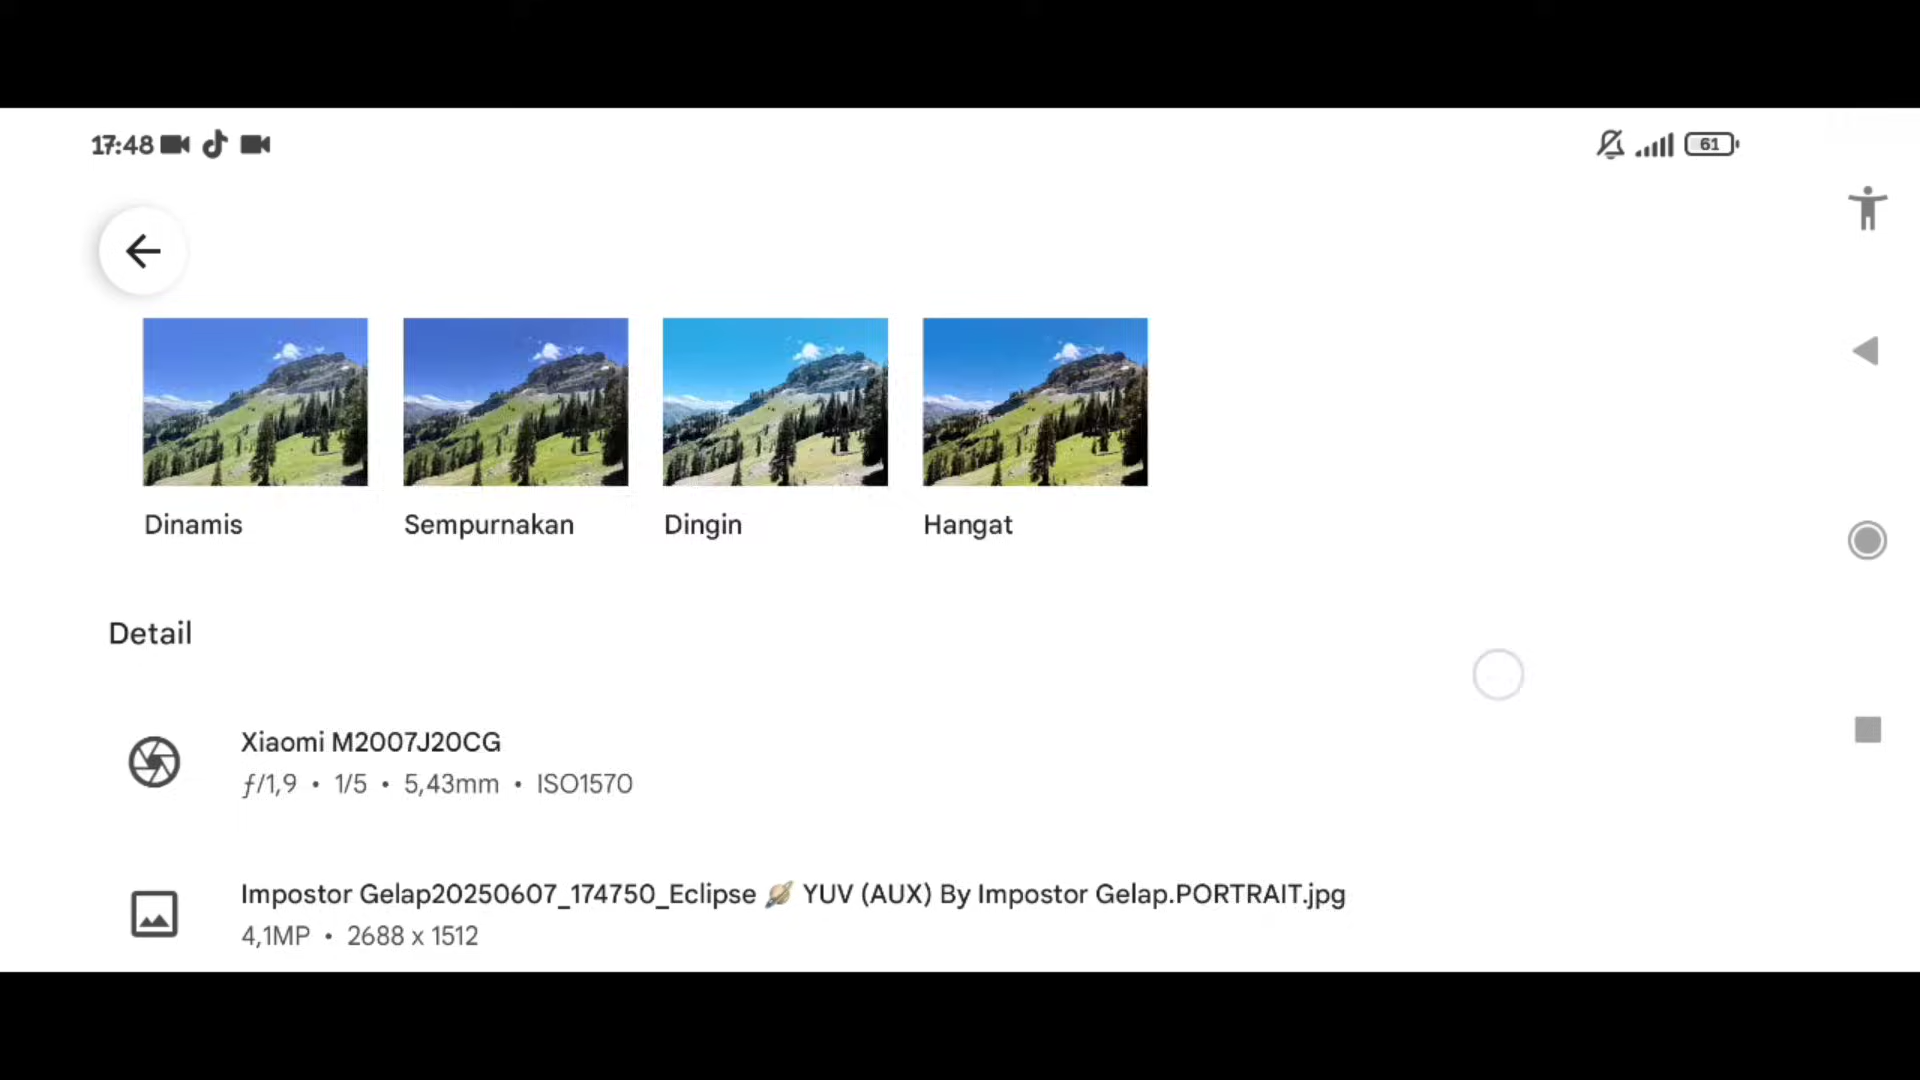 17:48
61
Dinamis
Sempurnakan
Dingin
Hangat
Detail
Xiaomi M2007J20CG
ƒ/1,9 • 1/5 • 5,43mm • ISO1570
Impostor Gelap20250607_174750_Eclipse 🪐 YUV (AUX) By Impostor Gelap.PORTRAIT.jpg
4,1MP • 2688 x 1512